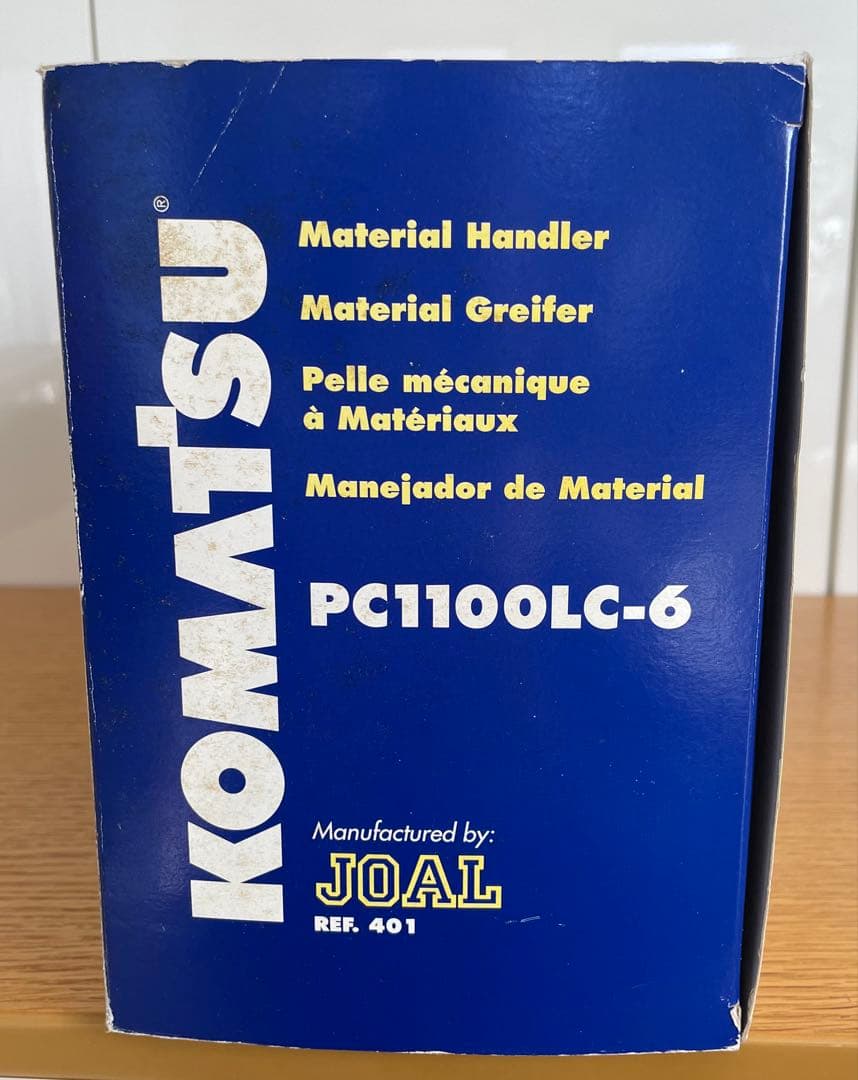 KOMATSU®
Material Handler
Material Greifer
Pelle mécanique
à Matériaux
Manejador de Material
PC1100LC-6
Manufactured by:
JOAL
REF. 401